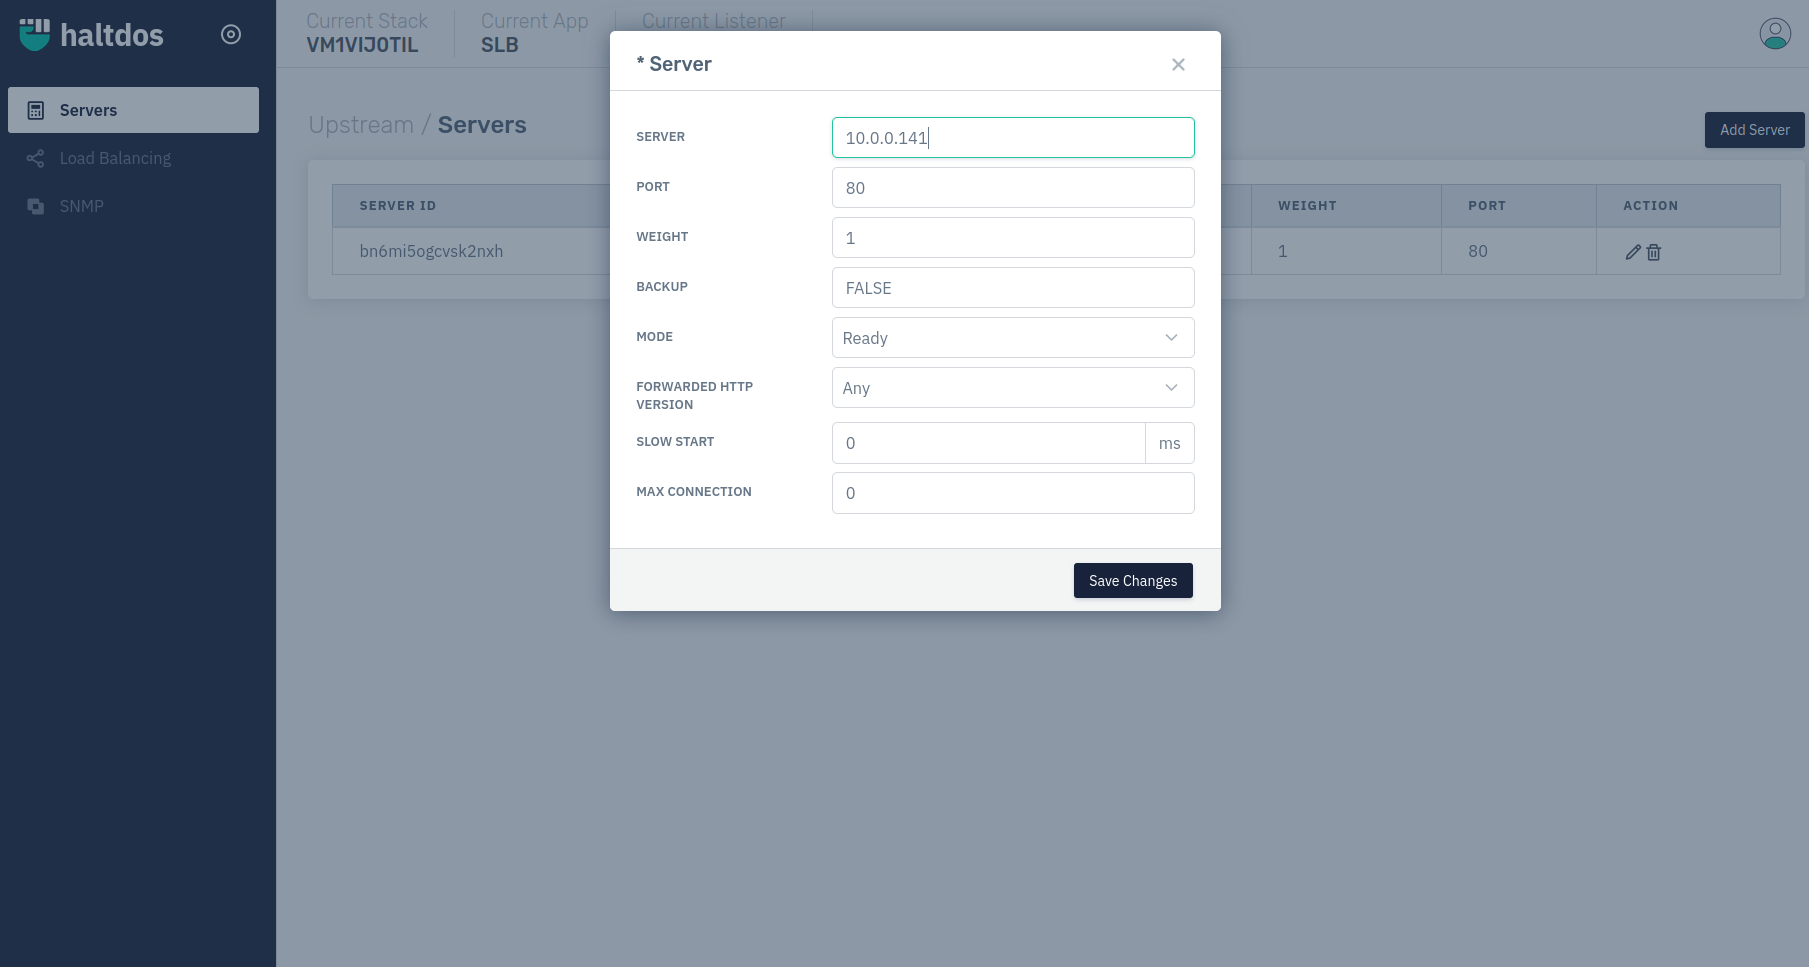 haltdos
Current Stack
VM1VIJ0TIL
Current App
SLB
Current Listener
Servers
Load Balancing
SNMP
Upstream / Servers
Add Server
SERVER ID
WEIGHT
PORT
ACTION
bn6mi5ogcvsk2nxh
1
80
* Server
SERVER
10.0.0.141
PORT
80
WEIGHT
1
BACKUP
FALSE
MODE
Ready
FORWARDED HTTP
VERSION
Any
SLOW START
0
ms
MAX CONNECTION
0
Save Changes